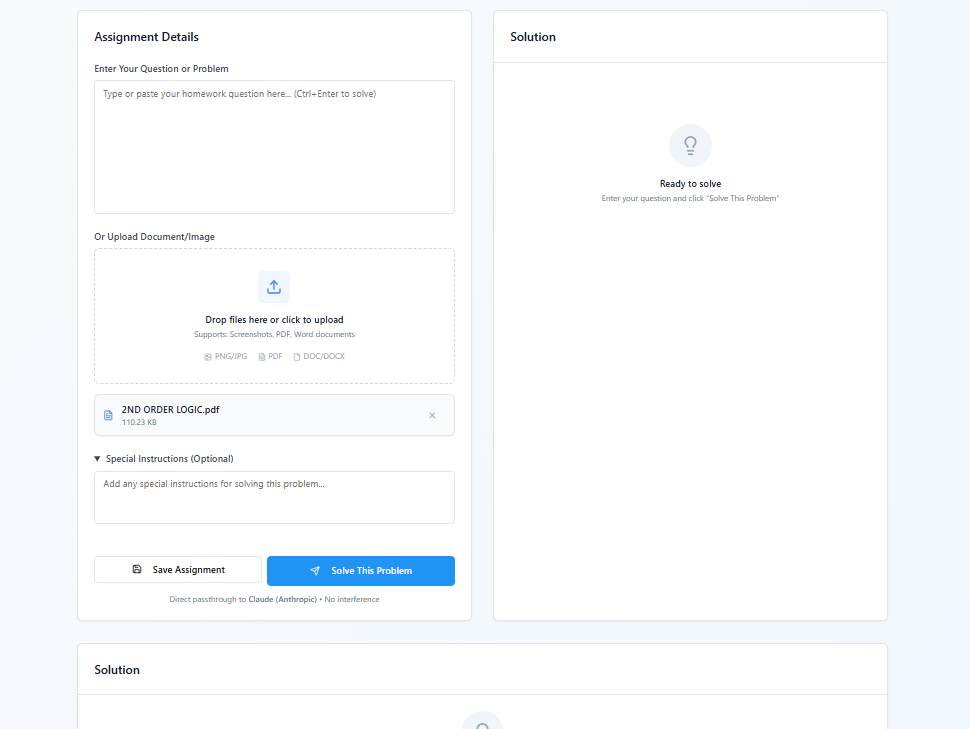 Assignment Details
Enter Your Question or Problem
Type or paste your homework question here... (Ctrl+Enter to solve)
Or Upload Document/Image
Drop files here or click to upload
Supports: Screenshots, PDF, Word documents
PNG/JPG PDF DOC/DOCX
2ND ORDER LOGIC.pdf
110.23 KB
Special Instructions (Optional)
Add any special instructions for solving this problem...
Save Assignment
Solve This Problem
Direct passthrough to Claude (Anthropic) • No interference
Solution
Ready to solve
Enter your question and click "Solve This Problem"
Solution